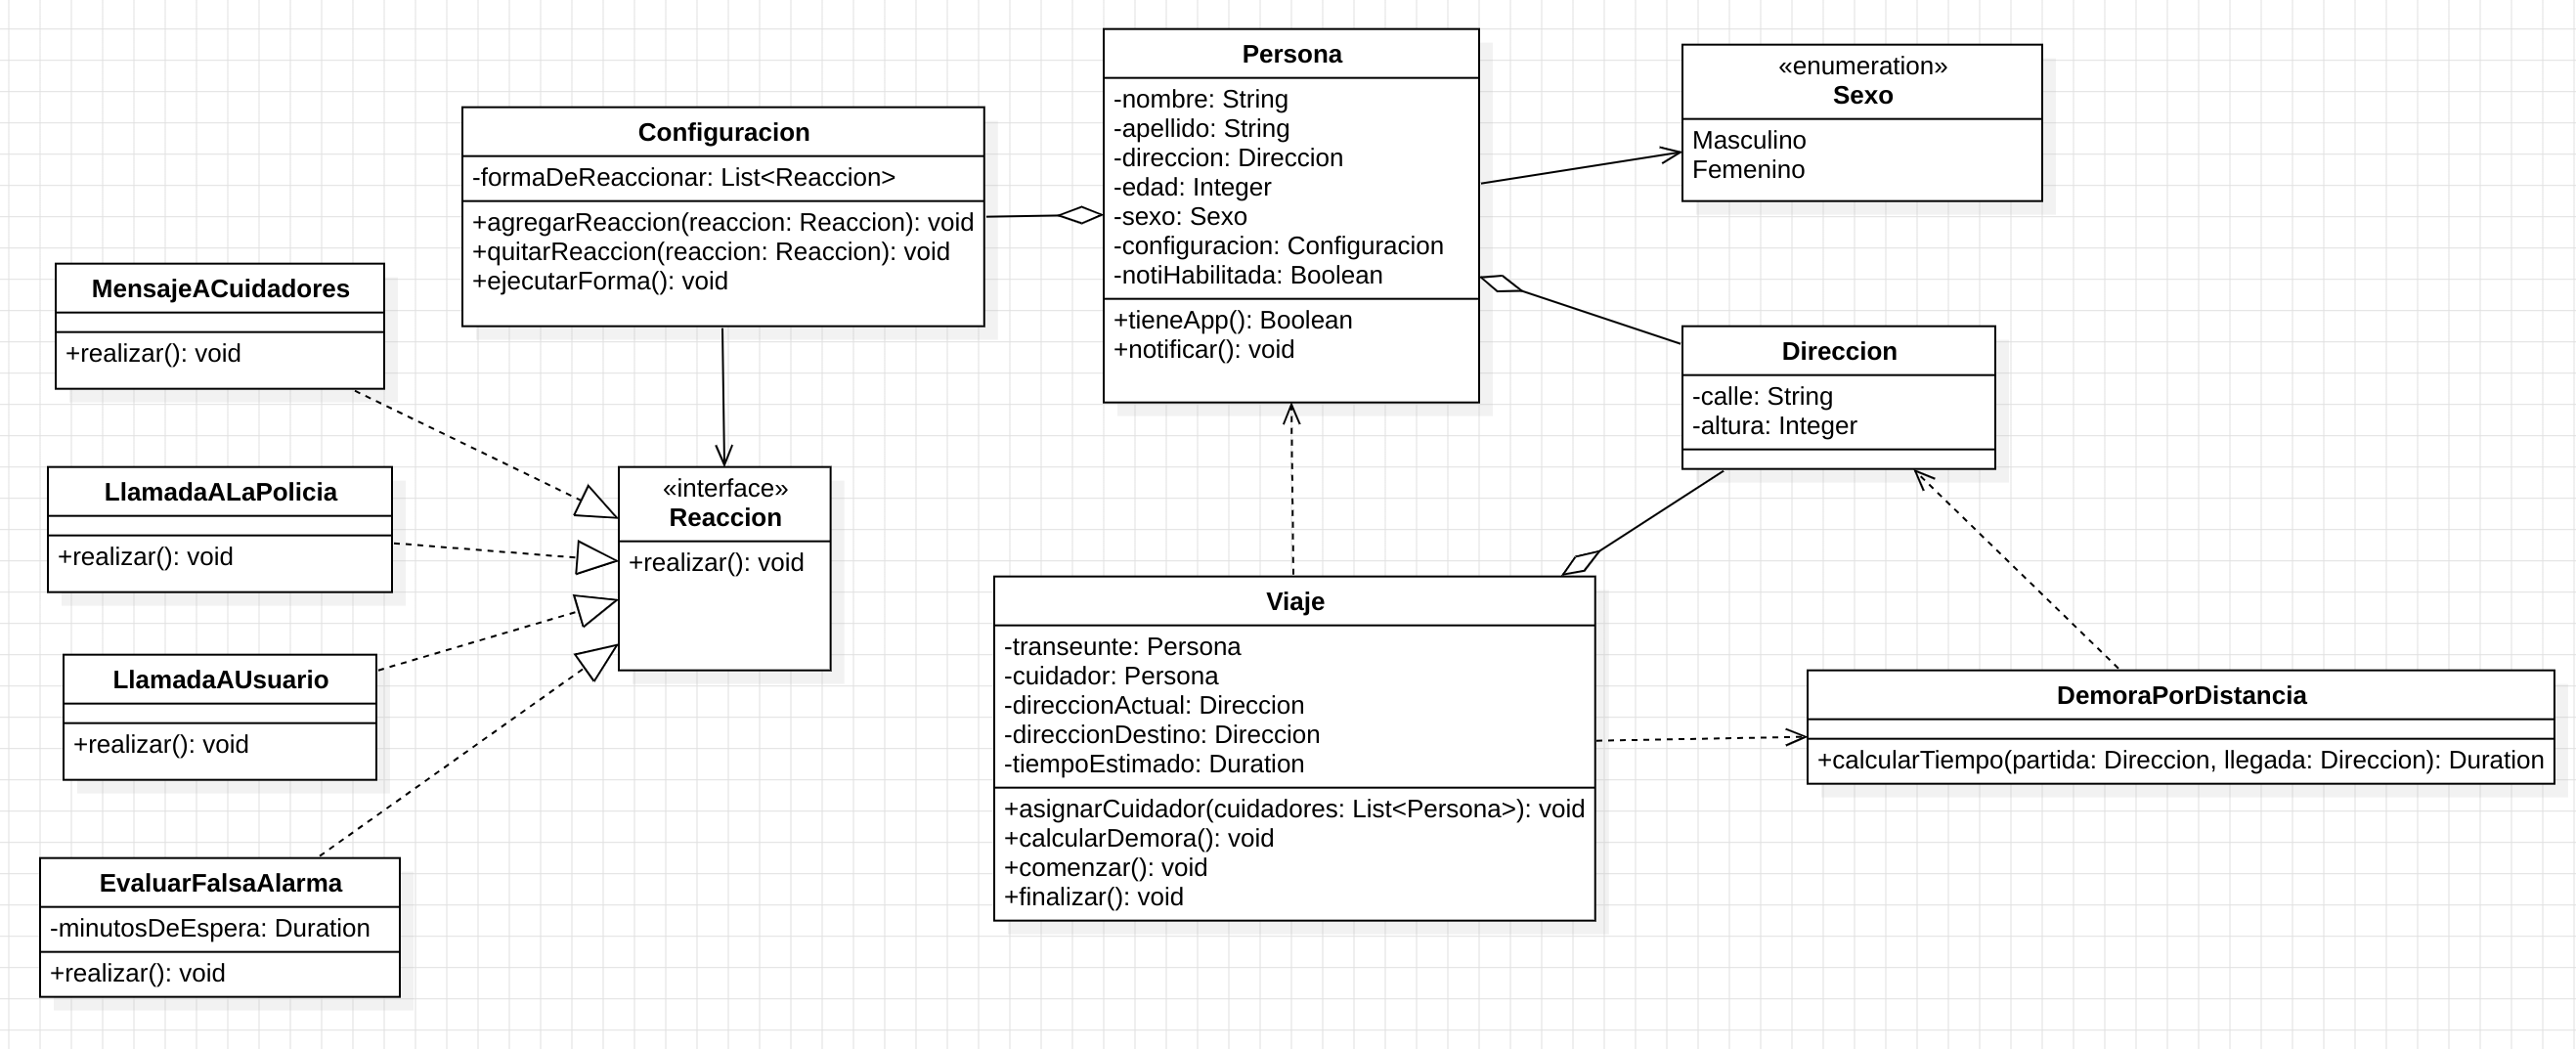 Persona
-nombre: String
-apellido: String
-direccion: Direccion
-edad: Integer
-sexo: Sexo
-configuracion: Configuracion
-notiHabilitada: Boolean
+tieneApp(): Boolean
+notificar(): void
«enumeration»
Sexo
Masculino
Femenino
Configuracion
-formaDeReaccionar: List<Reaccion>
+agregarReaccion(reaccion: Reaccion): void
+quitarReaccion(reaccion: Reaccion): void
+ejecutarForma(): void
MensajeACuidadores
+realizar(): void
Direccion
-calle: String
-altura: Integer
LlamadaALaPolicia
+realizar(): void
«interface»
Reaccion
+realizar(): void
Viaje
-transeunte: Persona
-cuidador: Persona
-direccionActual: Direccion
-direccionDestino: Direccion
-tiempoEstimado: Duration
+asignarCuidador(cuidadores: List<Persona>): void
+calcularDemora(): void
+comenzar(): void
+finalizar(): void
LlamadaAUsuario
+realizar(): void
DemoraPorDistancia
+calcularTiempo(partida: Direccion, llegada: Direccion): Duration
EvaluarFalsaAlarma
-minutosDeEspera: Duration
+realizar(): void